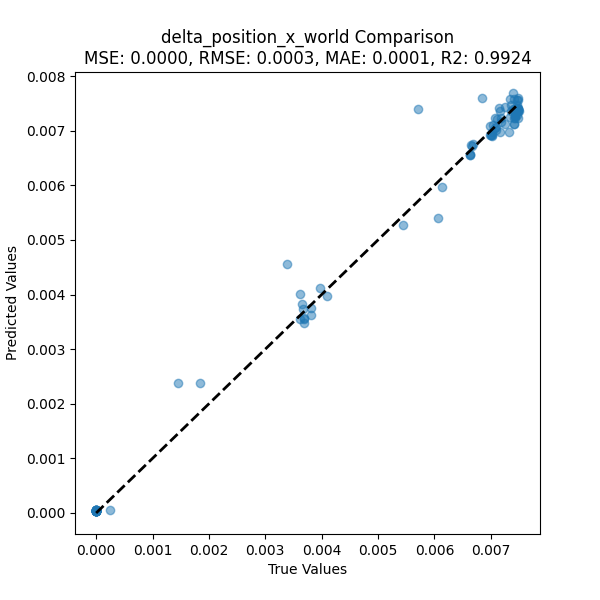 delta_position_x_world Comparison
MSE: 0.0000, RMSE: 0.0003, MAE: 0.0001, R2: 0.9924
0.008
0.007
0.006
0.005
0.004
0.003
0.002
0.001
0.000
Predicted Values
0.000 0.001 0.002 0.003 0.004 0.005 0.006 0.007
True Values